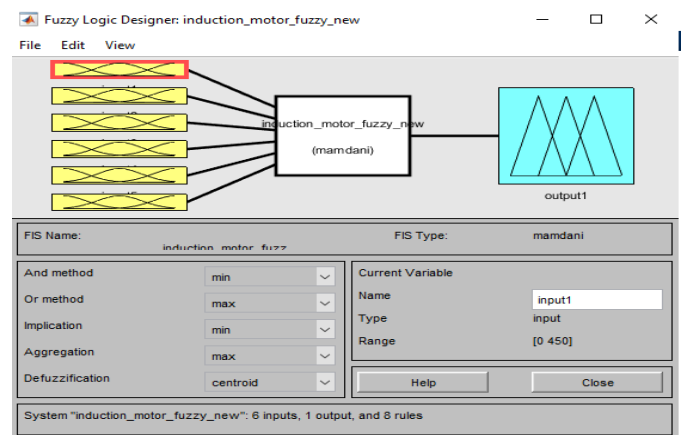 Fuzzy Logic Designer: induction_motor_fuzzy_new
File Edit View
induction_motor_fuzzy_new
(mamdani)
output1
FIS Name:
induction_motor_fuzz
FIS Type:
mamdani
And method
min
Or method
max
Implication
min
Aggregation
max
Defuzzification
centroid
Current Variable
Name
input1
Type
input
Range
[0 450]
Help
Close
System "induction_motor_fuzzy_new": 6 inputs, 1 output, and 8 rules